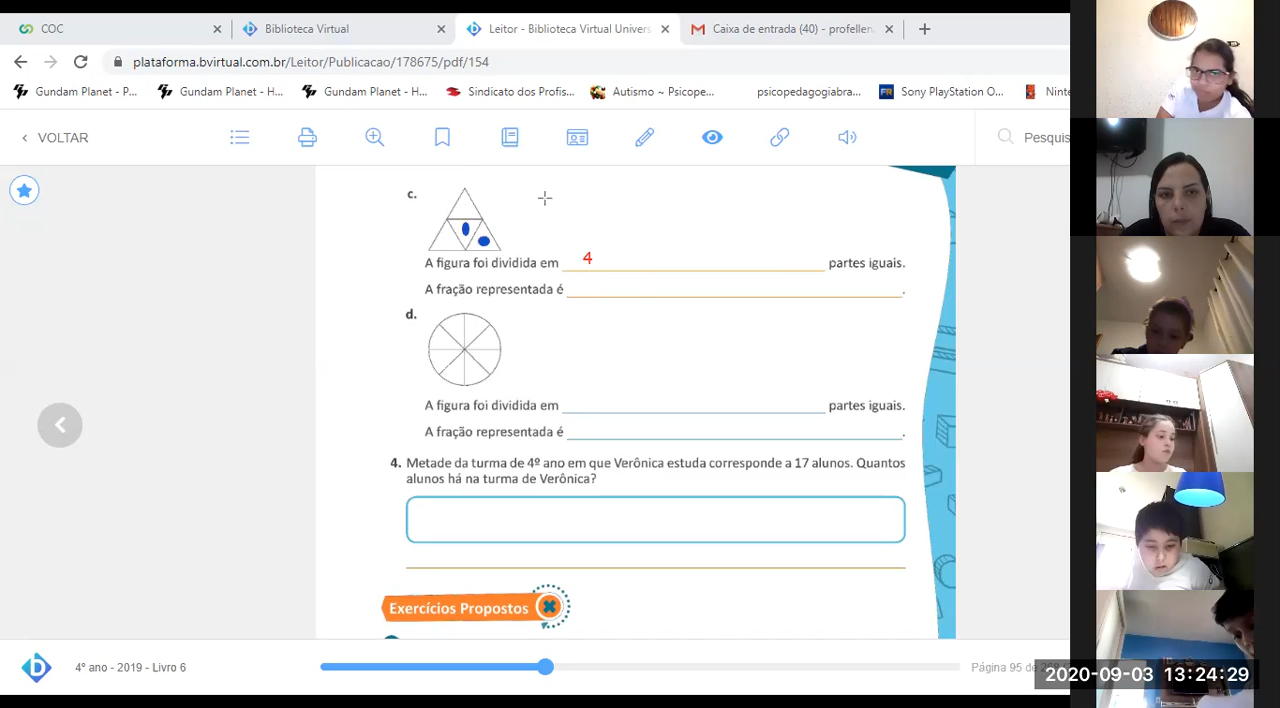 COC
Biblioteca Virtual
Leitor - Biblioteca Virtual Univers
Caixa de entrada (40) - profellen
plataforma.bvirtual.com.br/Leitor/Publicacao/178675/pdf/154
Gundam Planet - P...
Gundam Planet - H...
Gundam Planet - H...
Sindicato dos Profis...
Autismo ~ Psicope...
psicopedagogiabra...
Sony PlayStation O...
Ninte
VOLTAR
Pesquis
c.
A figura foi dividida em 4 partes iguais.
A fração representada é .
d.
A figura foi dividida em partes iguais.
A fração representada é .
4. Metade da turma de 4º ano em que Verônica estuda corresponde a 17 alunos. Quantos
alunos há na turma de Verônica?
Exercícios Propostos
4º ano - 2019 - Livro 6
Página 95 de
2020-09-03 13:24:29